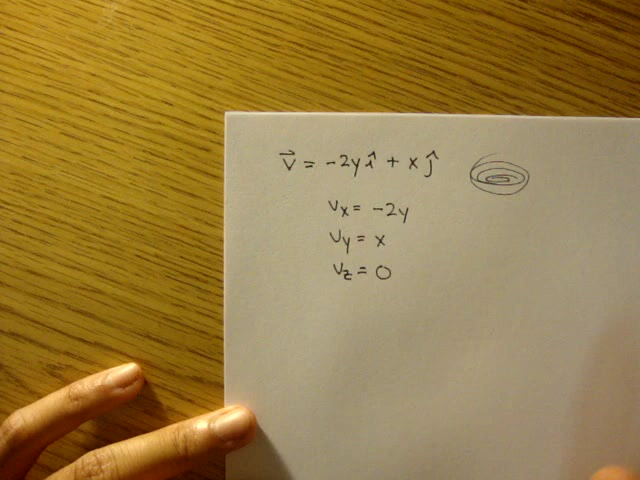 v⃗ = -2y î + x ĵ
vx = -2y
vy = x
vz = 0